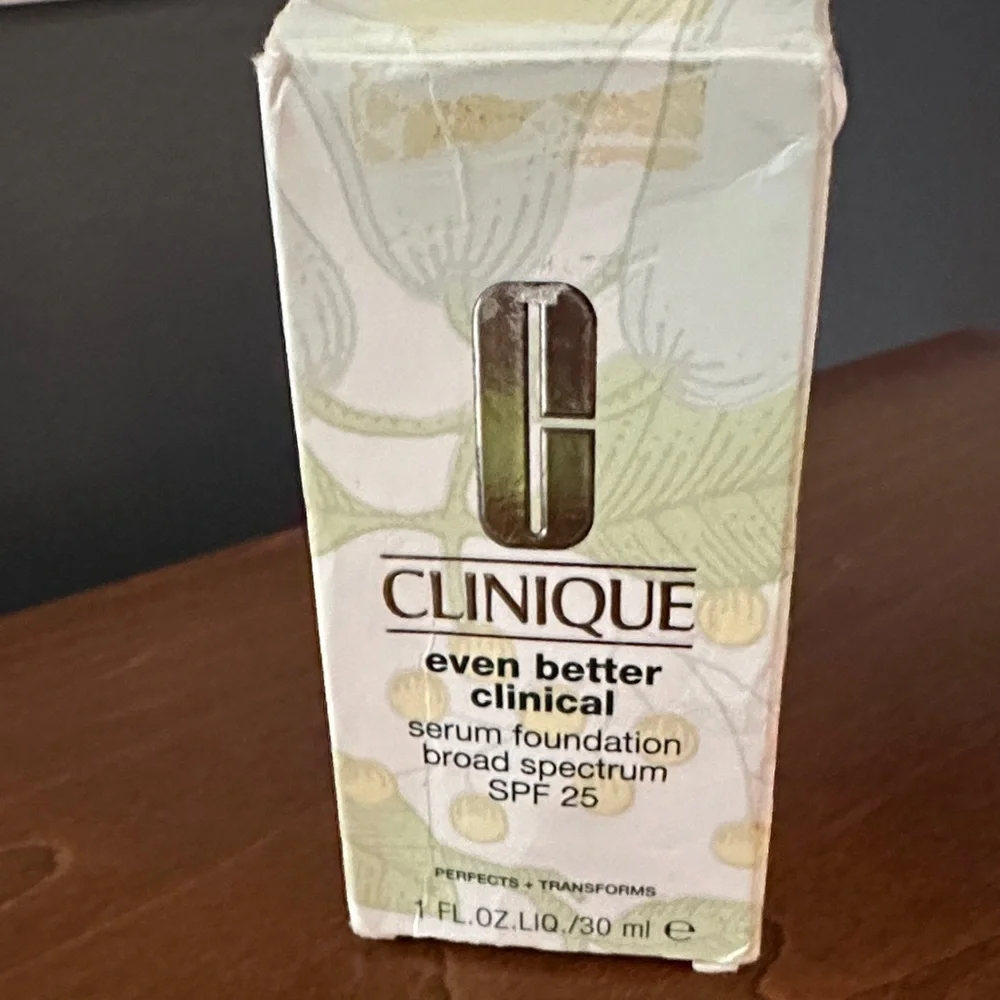 CLINIQUE
even better
clinical
serum foundation
broad spectrum
SPF 25
PERFECTS + TRANSFORMS
1 FL.OZ.LIQ./30 ml ℮